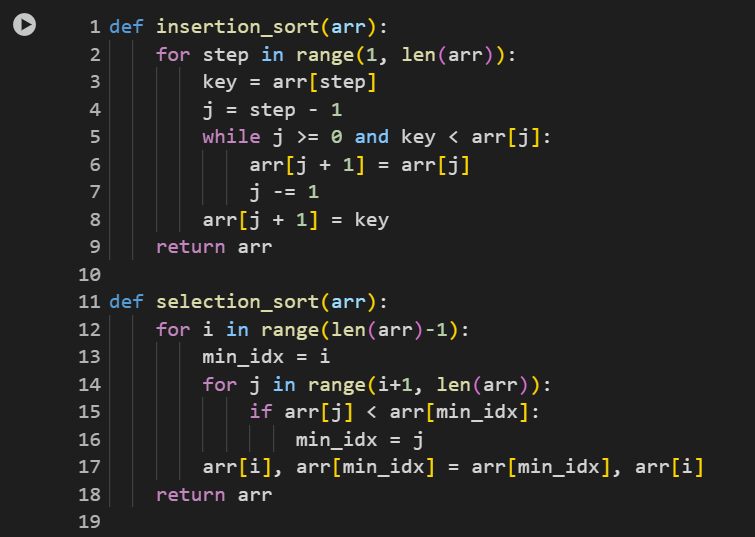 1 def insertion_sort(arr):
2     for step in range(1, len(arr)):
3         key = arr[step]
4         j = step - 1
5         while j >= 0 and key < arr[j]:
6             arr[j + 1] = arr[j]
7             j -= 1
8         arr[j + 1] = key
9     return arr
10
11 def selection_sort(arr):
12     for i in range(len(arr)-1):
13         min_idx = i
14         for j in range(i+1, len(arr)):
15             if arr[j] < arr[min_idx]:
16                 min_idx = j
17         arr[i], arr[min_idx] = arr[min_idx], arr[i]
18     return arr
19